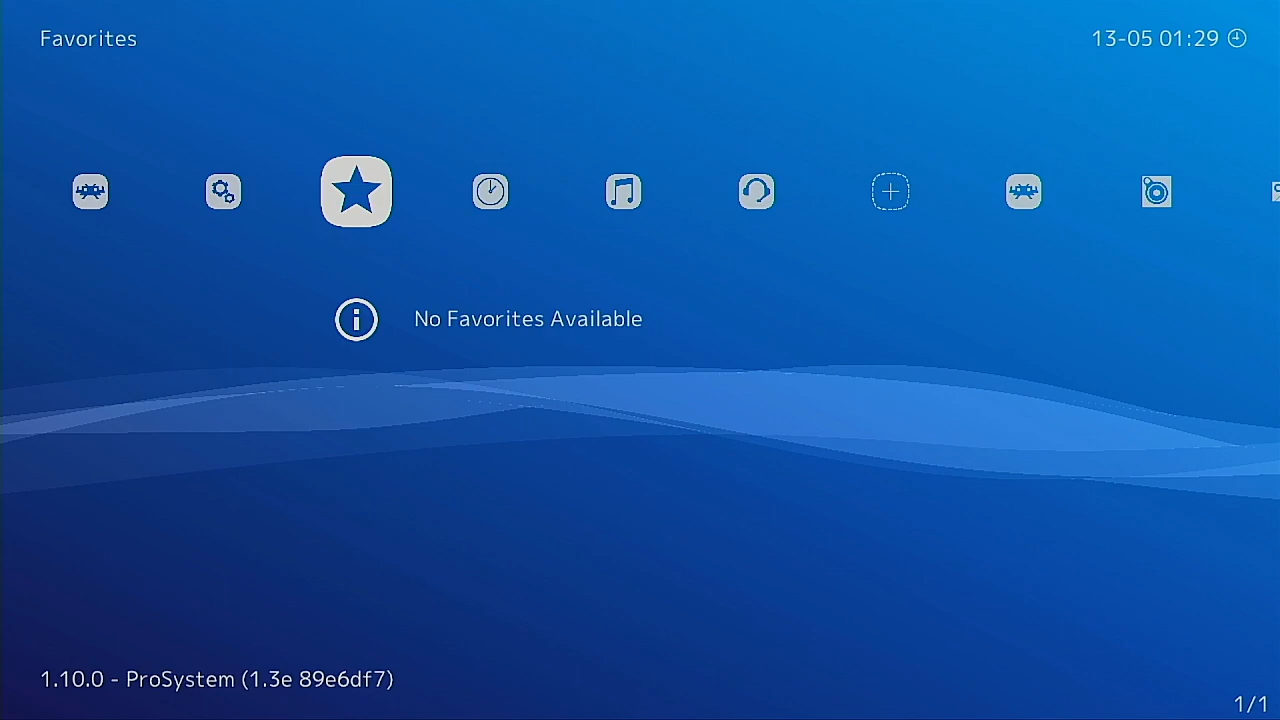 Favorites
13-05 01:29
No Favorites Available
1.10.0 - ProSystem (1.3e 89e6df7)
1/1